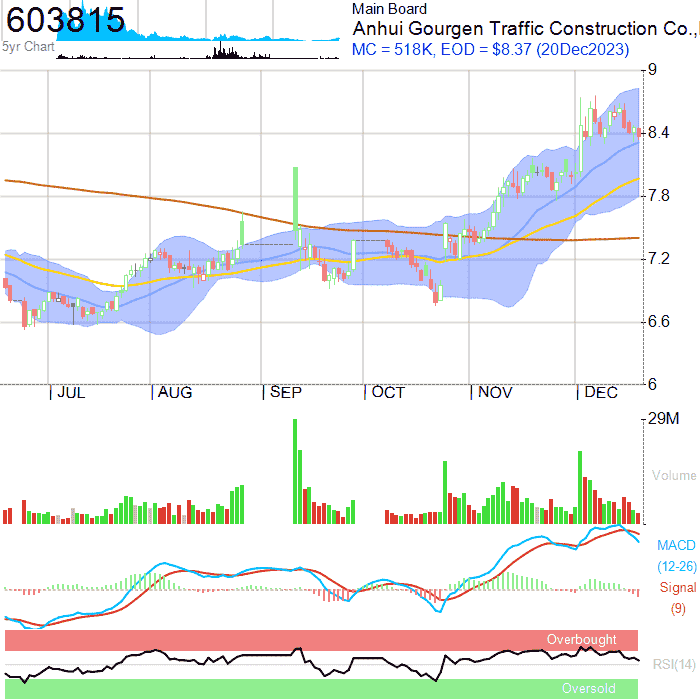 603815
5yr Chart
Main Board
Anhui Gourgen Traffic Construction Co.,
MC = 518K, EOD = $8.37 (20Dec2023)
9
8.4
7.8
7.2
6.6
6
JUL AUG SEP OCT NOV DEC
29M
Volume
MACD
(12-26)
Signal
(9)
Overbought
RSI(14)
Oversold